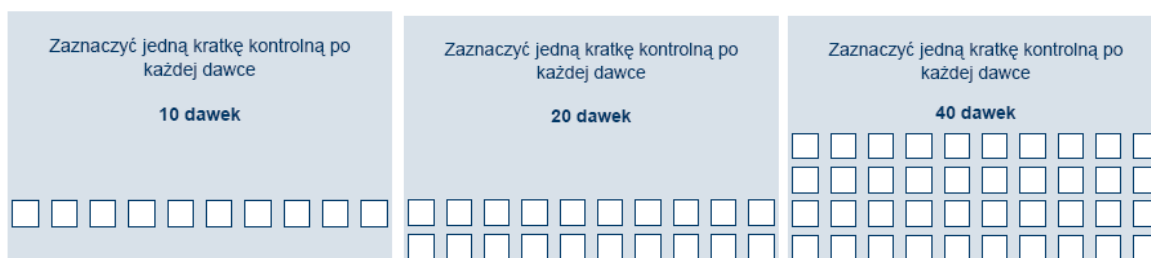 Zaznaczyć jedną kratkę kontrolną po
każdej dawce
10 dawek
Zaznaczyć jedną kratkę kontrolną po
każdej dawce
20 dawek
Zaznaczyć jedną kratkę kontrolną po
każdej dawce
40 dawek